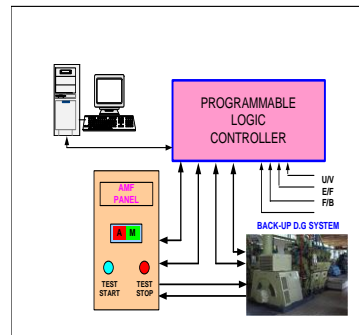 PROGRAMMABLE
LOGIC
CONTROLLER
U/V
E/F
F/B
AMF
PANEL
BACK-UP D.G SYSTEM
A M
TEST
START
TEST
STOP